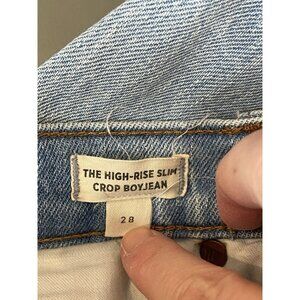 THE HIGH-RISE SLIM
CROP BOYJEAN
28